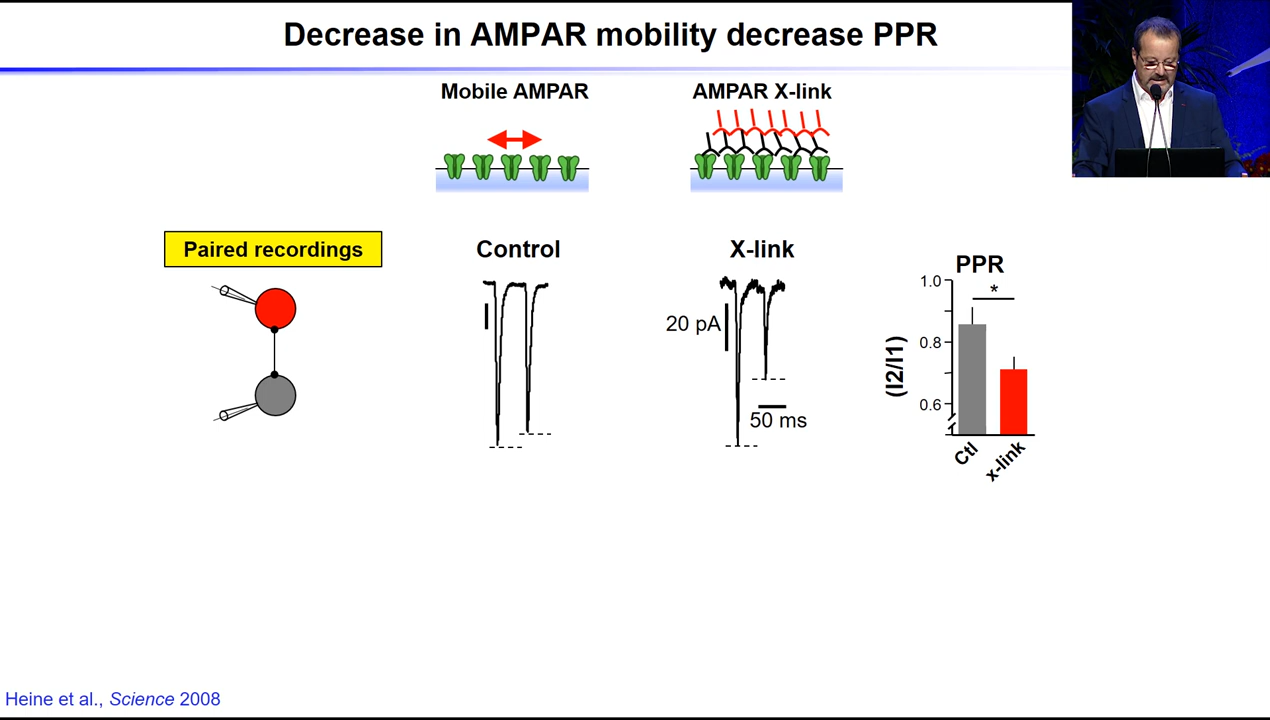 Decrease in AMPAR mobility decrease PPR
Mobile AMPAR
AMPAR X-link
Paired recordings
Control
X-link
20 pA
50 ms
PPR
(I2/I1)
1.0
0.8
0.6
*
Ctl
x-link
Heine et al., Science 2008